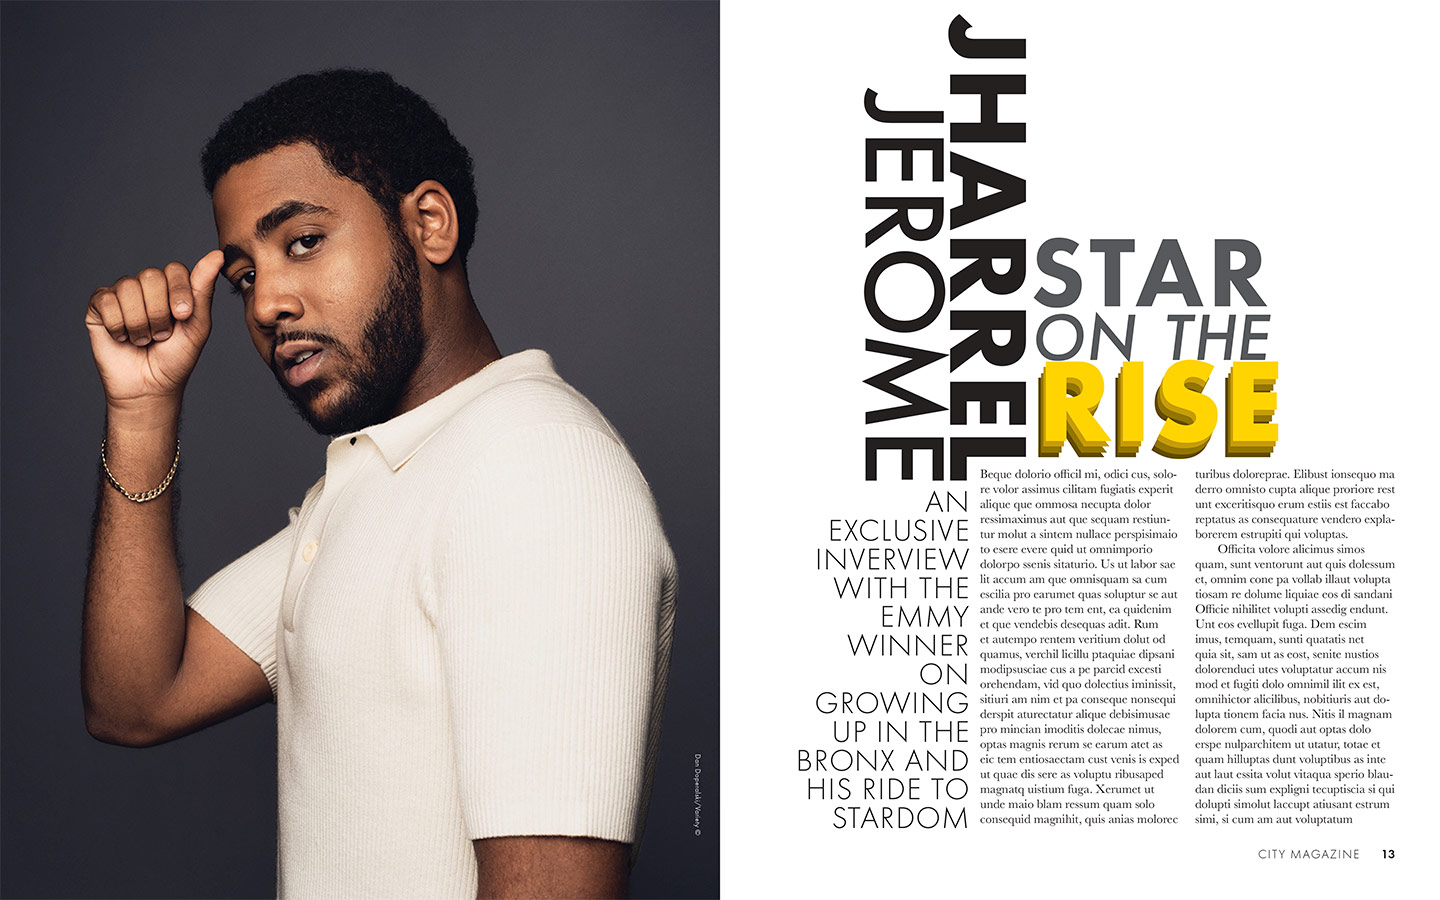 JHARREL
JEROME
STAR
ON THE
RISE
AN
EXCLUSIVE
INVERVIEW
WITH THE
EMMY
WINNER
ON
GROWING
UP IN THE
BRONX AND
HIS RIDE TO
STARDOM
Beque dolorio officil mi, odici cus, solo-
re volor assimus cilitam fugiatis experit
alique que ommosa necupta dolor
ressimaximus aut que sequam restiun-
tur molut a sintem nullace perspisimaio
to esere evere quid ut omnimporio
dolorpo ssenis sitaturio. Us ut labor sae
lit accum am que omnisquam sa cum
escilia pro earumet quas soluptur se aut
ande vero te pro tem ent, ea quidenim
et que vendebis desequas adit. Rum
et autempo rentem veritium dolut od
quamus, verchil licillu ptaquiae dipsani
modipsusciae cus a pe parcid excesti
orehendam, vid quo dolectius iminissit,
sitiuri am nim et pa conseque nonsequi
derspit aturectatur alique debisimusae
pro mincian imoditis dolecae nimus,
optas magnis rerum se earum atet as
eic tem entiosaectam cust venis is exped
ut quae dis sere as voluptu ribusaped
magnatq uistium fuga. Xerumet ut
unde maio blam ressum quam solo
consequid magnihit, quis anias molorec
turibus doloreprae. Elibust ionsequo ma
derro omnisto cupta alique proriore rest
unt exceritisquo erum estiis est faccabo
reptatus as consequature vendero expla-
borerem estrupiti qui voluptas.
Officita volore alicimus simos
quam, sunt ventorunt aut quis dolessum
et, omnim cone pa vollab illaut volupta
tiosam re dolume liquiae eos di sandani
Officie nihilitet volupti assedig endunt.
Unt eos evellupit fuga. Dem escim
imus, temquam, sunti quatatis net
quia sit, sam ut as eost, senite nustios
dolorenduci utes voluptatur accum nis
mod et fugiti dolo omnimil ilit ex est,
omnihictor alicilibus, nobitiuris aut do-
lupta tionem facia nus. Nitis il magnam
dolorem cum, quodi aut optas dolo
erspe nulparchitem ut utatur, totae et
quam hilluptas dunt voluptibus as inte
aut laut essita volut vitaqua sperio blau-
dan diciis sum expligni tecuptiscia si qui
dolupti simolut laccupt atiusant estrum
simi, si cum am aut voluptatum
Dan Doperalski/Variety ©
CITY MAGAZINE 13